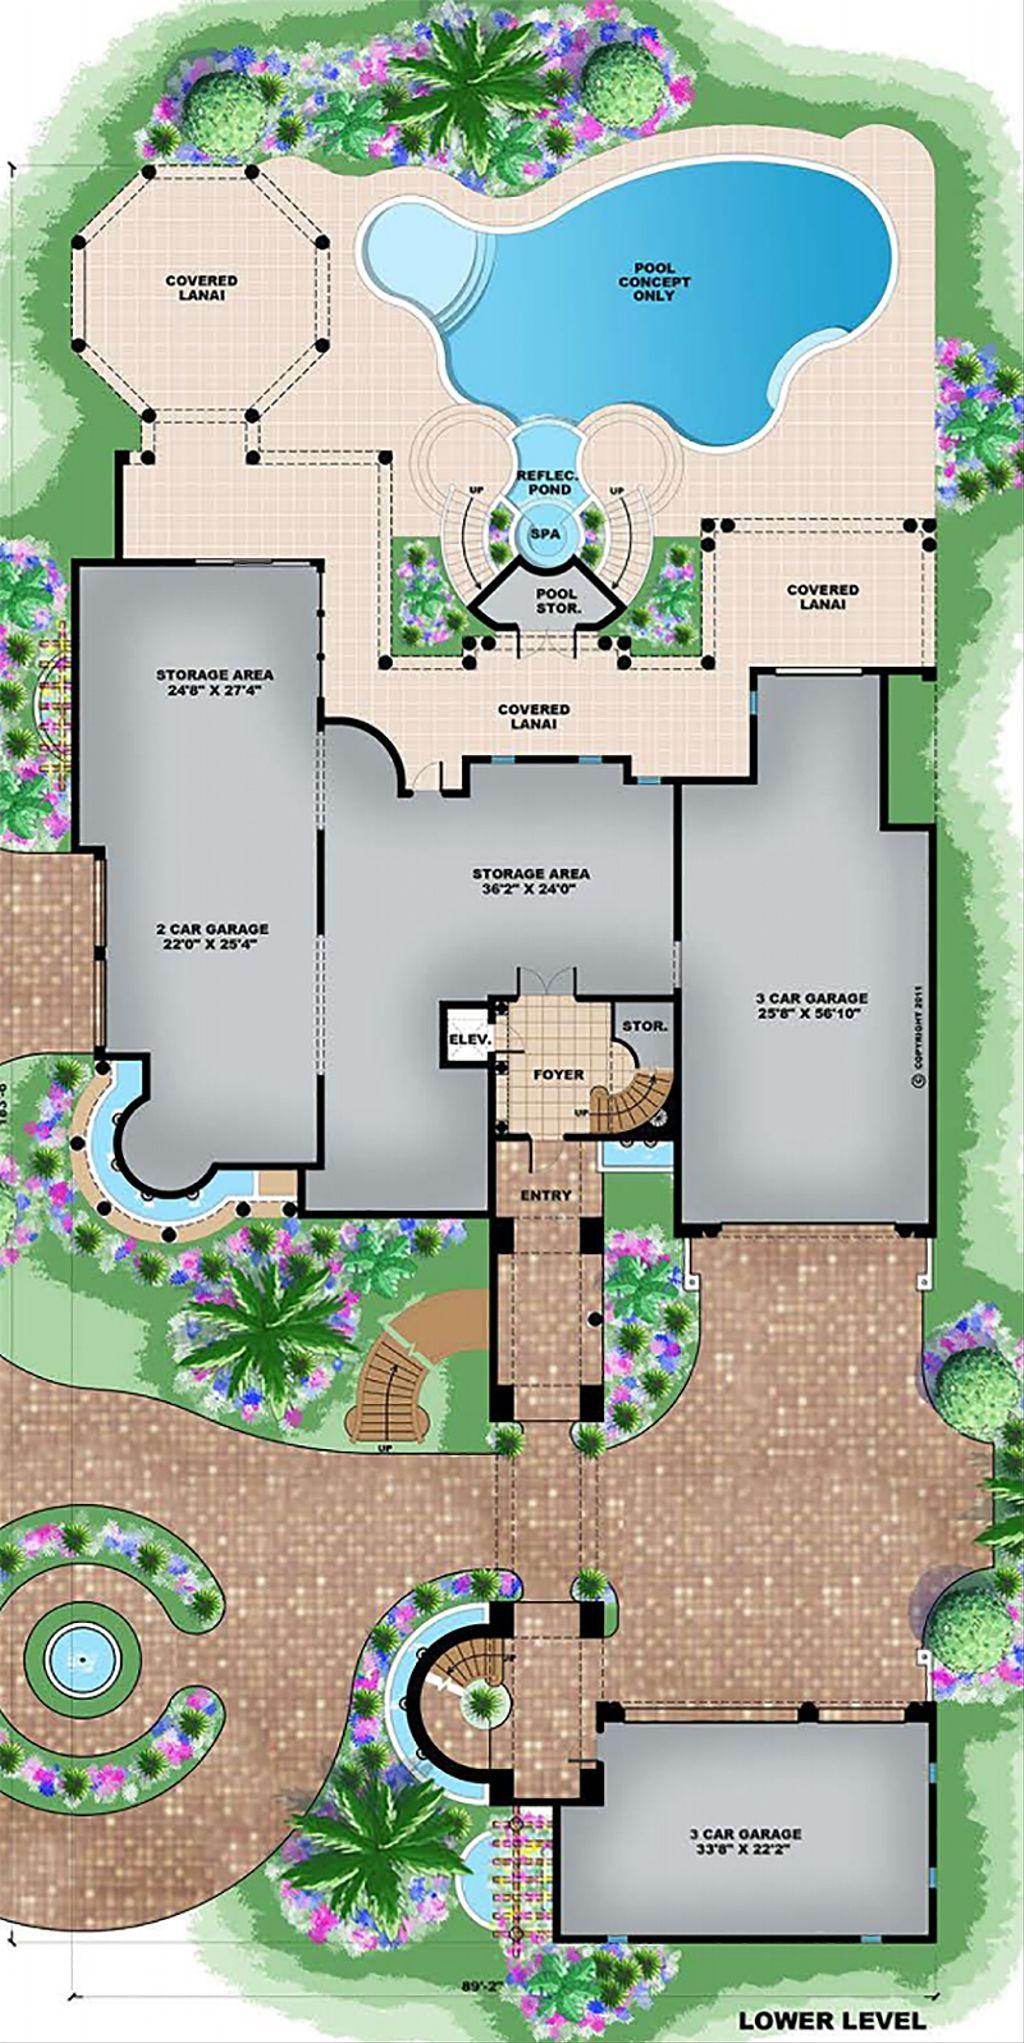 COVERED
LANAI
POOL
CONCEPT
ONLY
REFLEC.
POND
UP
UP
SPA
POOL
STOR.
COVERED
LANAI
STORAGE AREA
24'8" X 27'4"
COVERED
LANAI
STORAGE AREA
36'2" X 24'0"
2 CAR GARAGE
22'0" X 25'4"
3 CAR GARAGE
25'8" X 56'10"
© COPYRIGHT 2011
STOR.
ELEV.
FOYER
UP
ENTRY
UP
UP
3 CAR GARAGE
33'8" X 22'2"
89'-2"
LOWER LEVEL